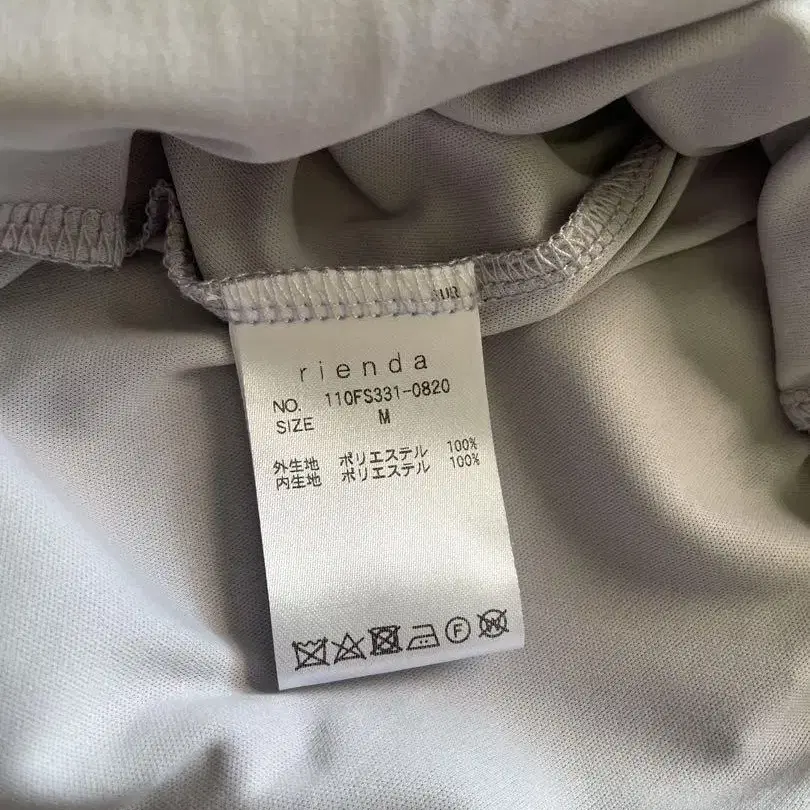 rienda
NO. 110FS331-0820
SIZE M
外生地 ポリエステル 100%
内生地 ポリエステル 100%
F
W